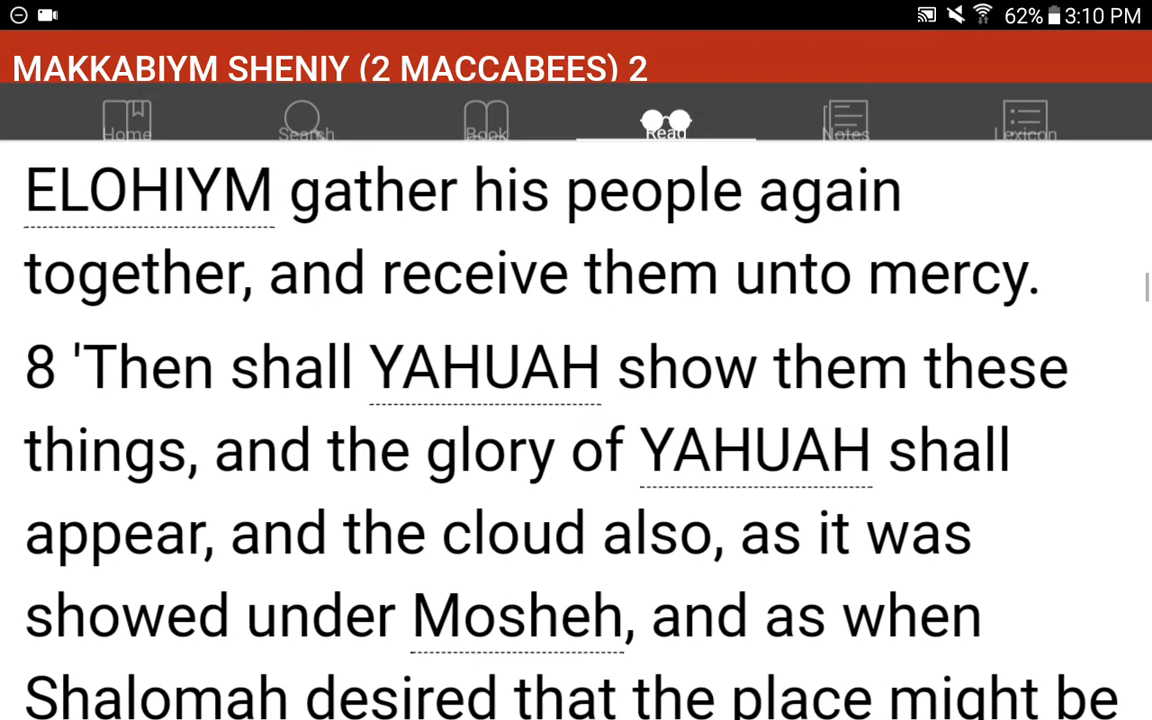 62% 3:10 PM
MAKKABIYM SHENIY (2 MACCABEES) 2
Home Search Book Read Notes Lexicon
ELOHIYM gather his people again
together, and receive them unto mercy.
8 'Then shall YAHUAH show them these
things, and the glory of YAHUAH shall
appear, and the cloud also, as it was
showed under Mosheh, and as when
Shalomah desired that the place might be